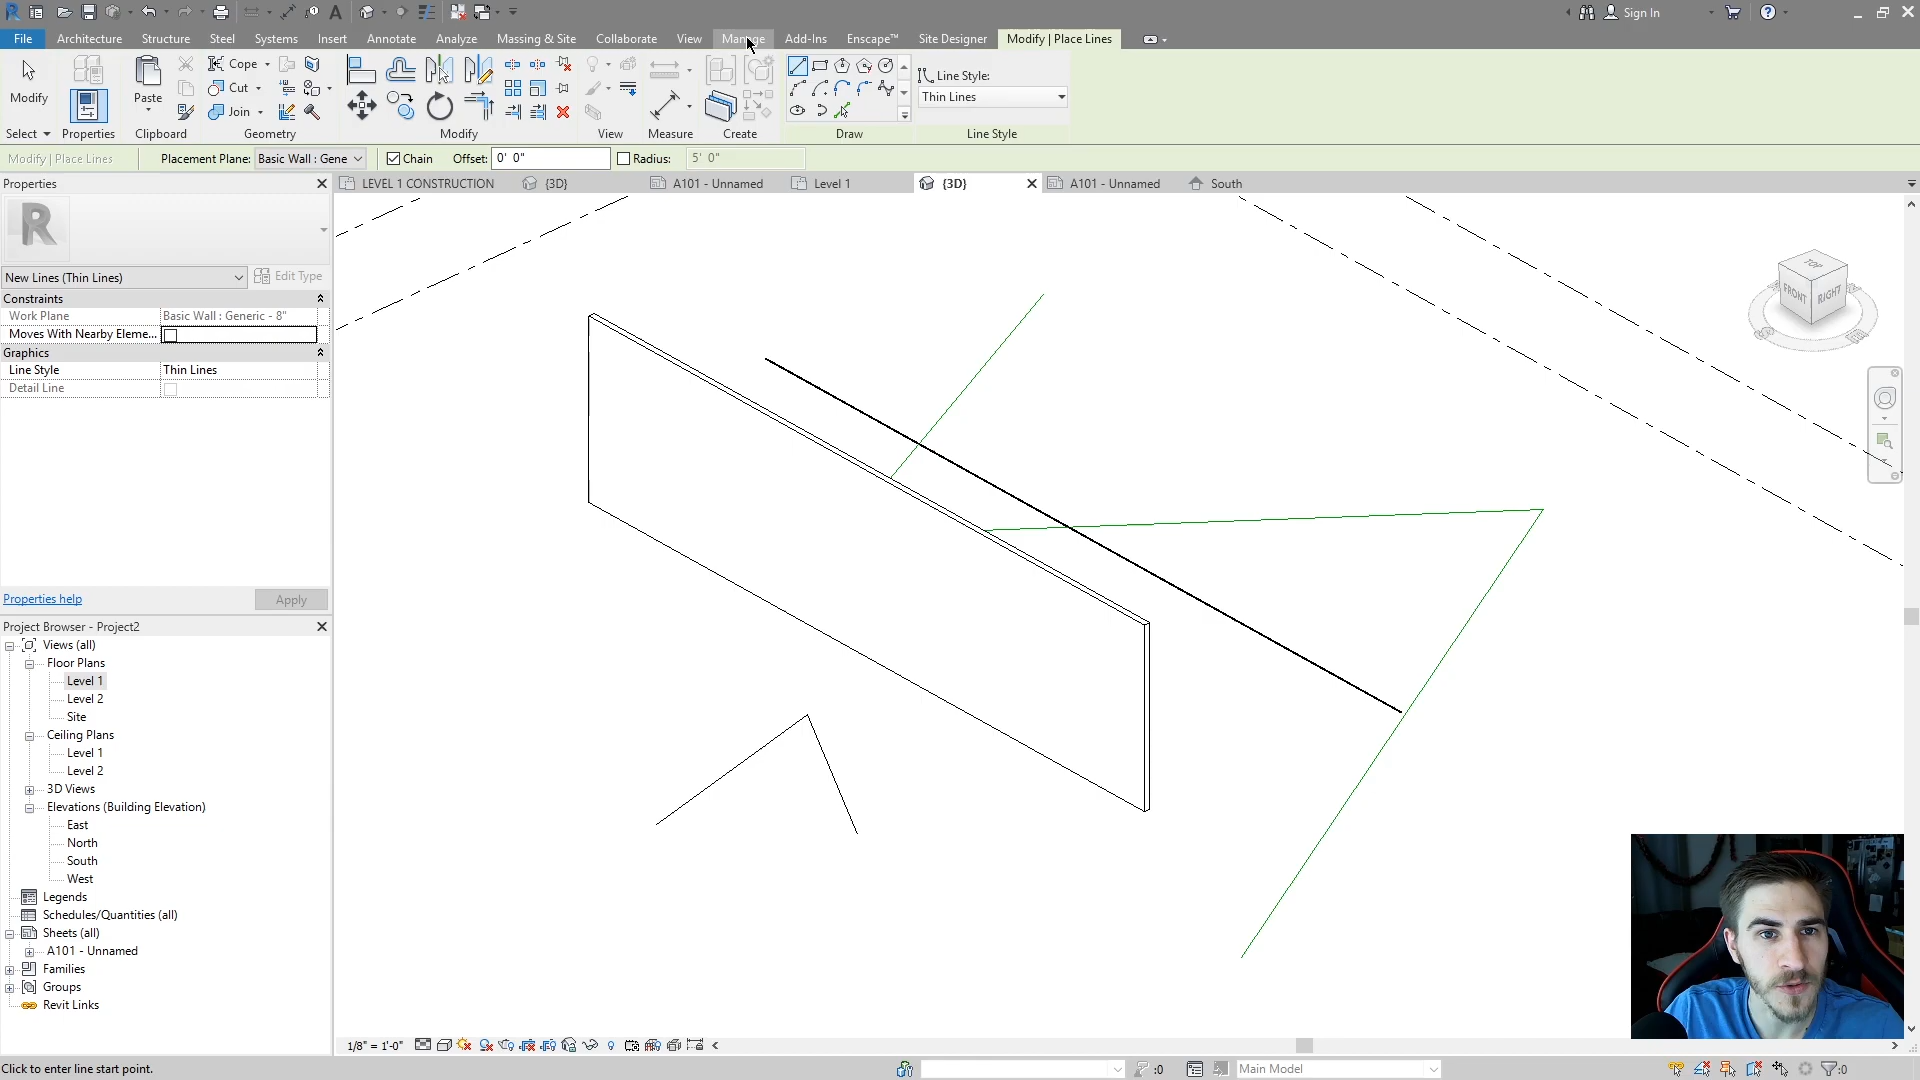 Sign In
File Architecture Structure Steel Systems Insert Annotate Analyze Massing & Site Collaborate View Manage Add-Ins Enscape™ Site Designer Modify | Place Lines
Cope
Cut
Join
Modify
Paste
Line Style:
Thin Lines
Select Properties Clipboard Geometry Modify View Measure Create Draw Line Style
Modify | Place Lines Placement Plane: Basic Wall : Gene Chain Offset: 0' 0" Radius: 5' 0"
Properties
LEVEL 1 CONSTRUCTION {3D} A101 - Unnamed Level 1 {3D} A101 - Unnamed South
R
New Lines (Thin Lines) Edit Type
Constraints
Work Plane Basic Wall : Generic - 8"
Moves With Nearby Eleme...
Graphics
Line Style Thin Lines
Detail Line
Properties help Apply
Project Browser - Project2
Views (all)
Floor Plans
Level 1
Level 2
Site
Ceiling Plans
Level 1
Level 2
3D Views
Elevations (Building Elevation)
East
North
South
West
Legends
Schedules/Quantities (all)
Sheets (all)
A101 - Unnamed
Families
Groups
Revit Links
TOP
FRONT RIGHT
1/8" = 1'-0"
Click to enter line start point. :0 Main Model :0